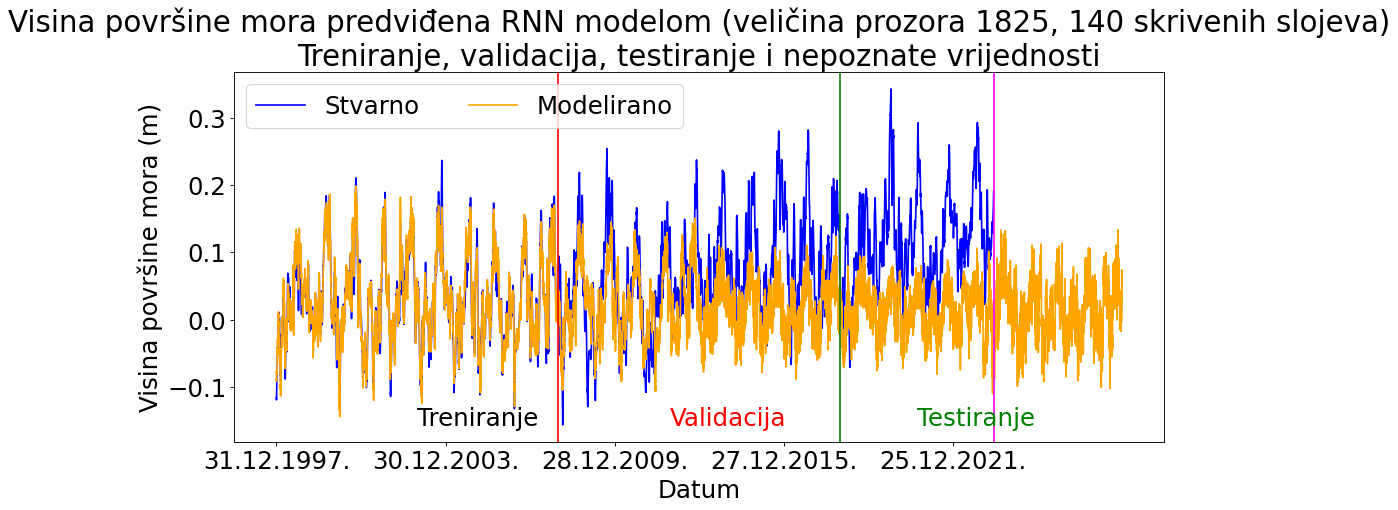 Visina površine mora predviđena RNN modelom (veličina prozora 1825, 140 skrivenih slojeva)
Treniranje, validacija, testiranje i nepoznate vrijednosti
Stvarno Modelirano
Visina površine mora (m)
0.3
0.2
0.1
0.0
−0.1
Treniranje Validacija Testiranje
31.12.1997. 30.12.2003. 28.12.2009. 27.12.2015. 25.12.2021.
Datum